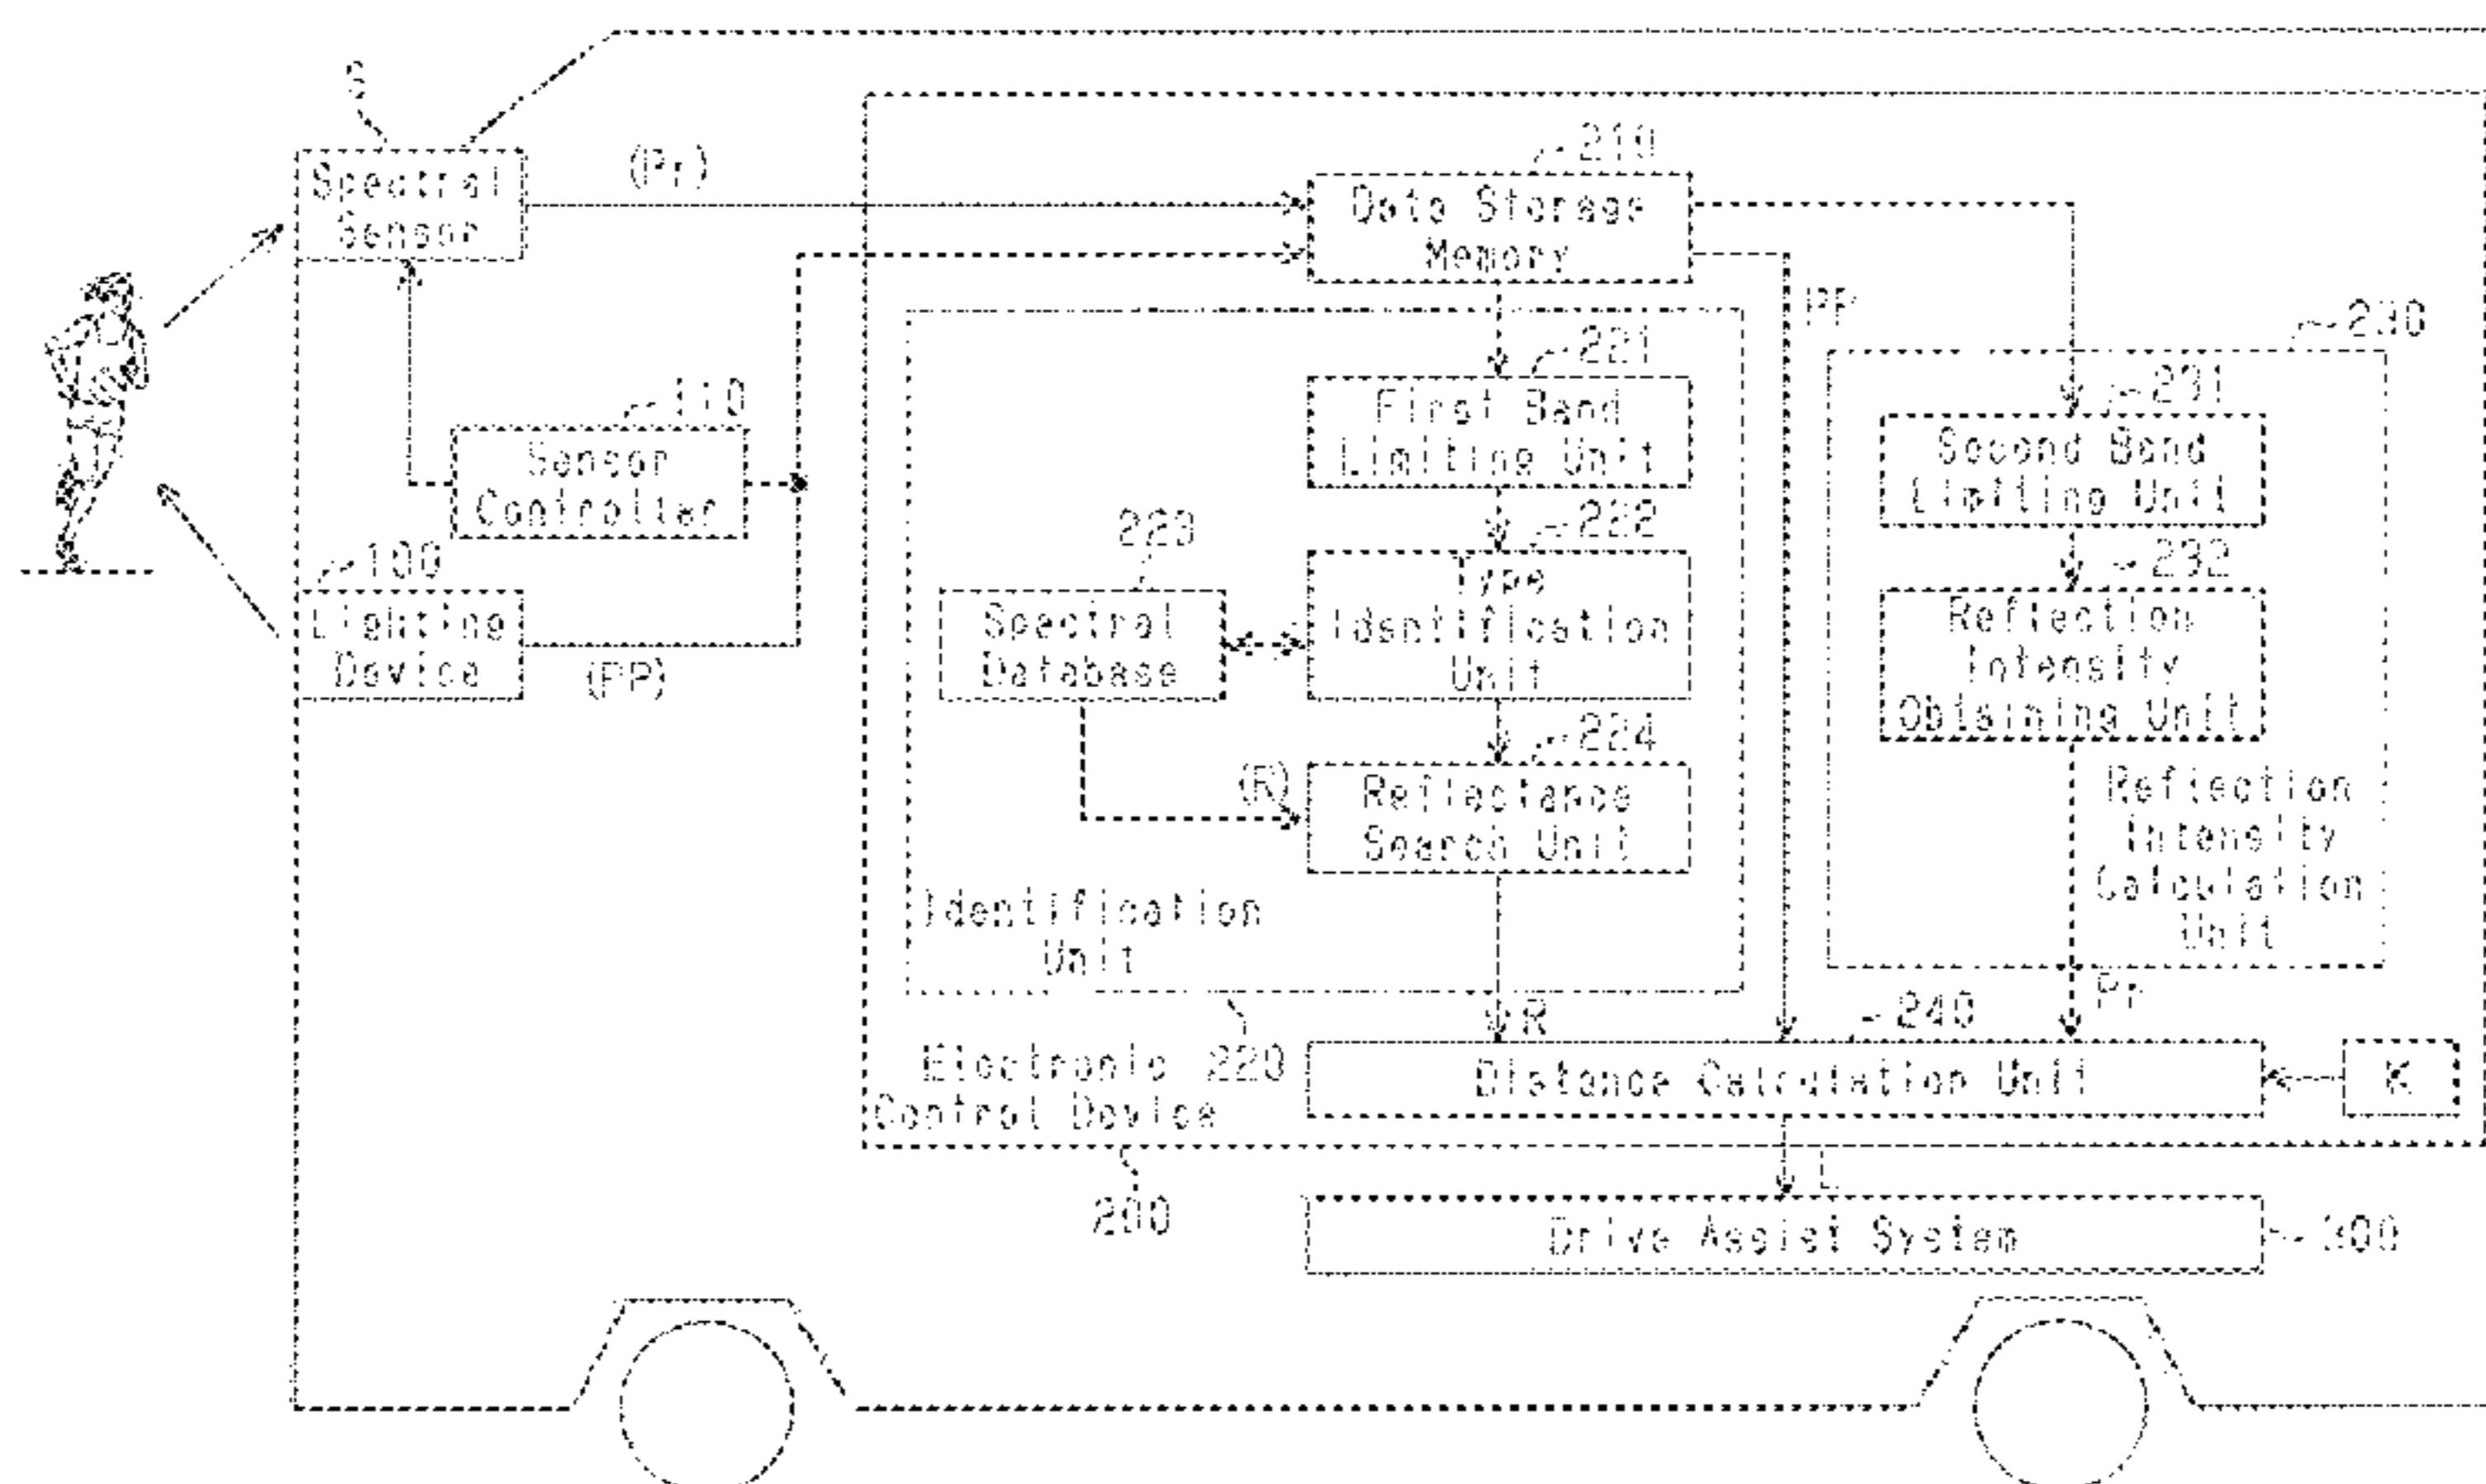 S
Spectral
Sensor
(Pr)
210
Data Storage
Memory
PP
230
221
First Band
Limiting Unit
231
Second Band
Limiting Unit
110
Sensor
Controller
223
Spectral
Database
222
Type
Identification
Unit
232
Reflection
Intensity
Obtaining Unit
100
Lighting
Device
(PP)
224
Reflectance
Search Unit
(R)
Reflection
Intensity
Calculation
Unit
Identification
Unit
R
Pr
240
Electronic
Control Device
220
Distance Calculation Unit
K
L
200
Drive Assist System
300